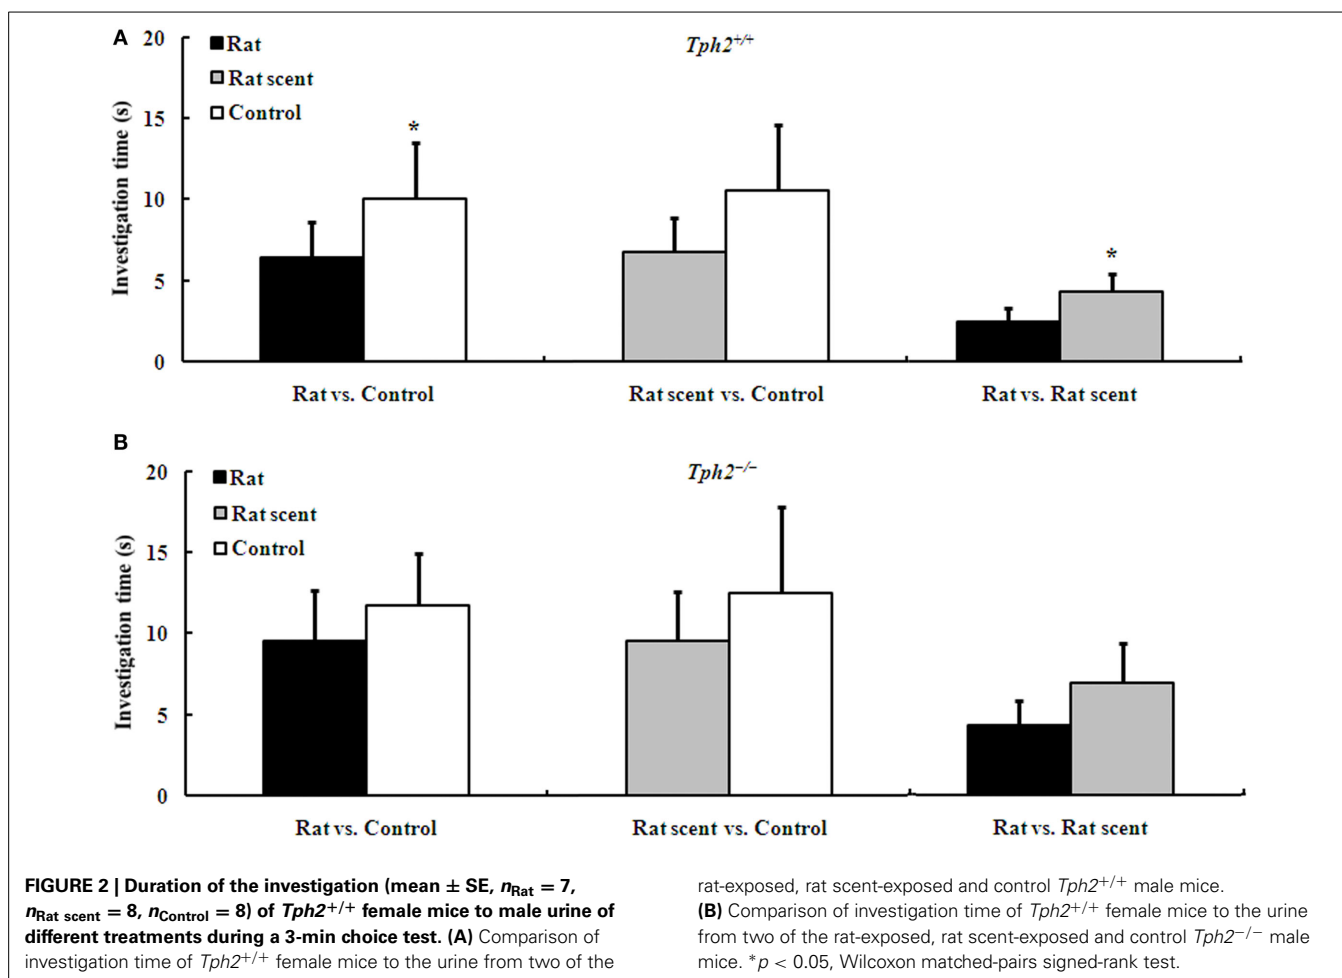 A
20
Tph2+/+
Rat
Rat scent
Control
15
10
5
0
Investigation time (s)
*
*
Rat vs. Control
Rat scent vs. Control
Rat vs. Rat scent
B
20
Tph2−/−
Rat
Rat scent
Control
15
10
5
0
Investigation time (s)
Rat vs. Control
Rat scent vs. Control
Rat vs. Rat scent
FIGURE 2 | Duration of the investigation (mean ± SE, nRat = 7,
nRat scent = 8, nControl = 8) of Tph2+/+ female mice to male urine of
different treatments during a 3-min choice test. (A) Comparison of
investigation time of Tph2+/+ female mice to the urine from two of the
rat-exposed, rat scent-exposed and control Tph2+/+ male mice.
(B) Comparison of investigation time of Tph2+/+ female mice to the urine
from two of the rat-exposed, rat scent-exposed and control Tph2−/− male
mice. *p < 0.05, Wilcoxon matched-pairs signed-rank test.